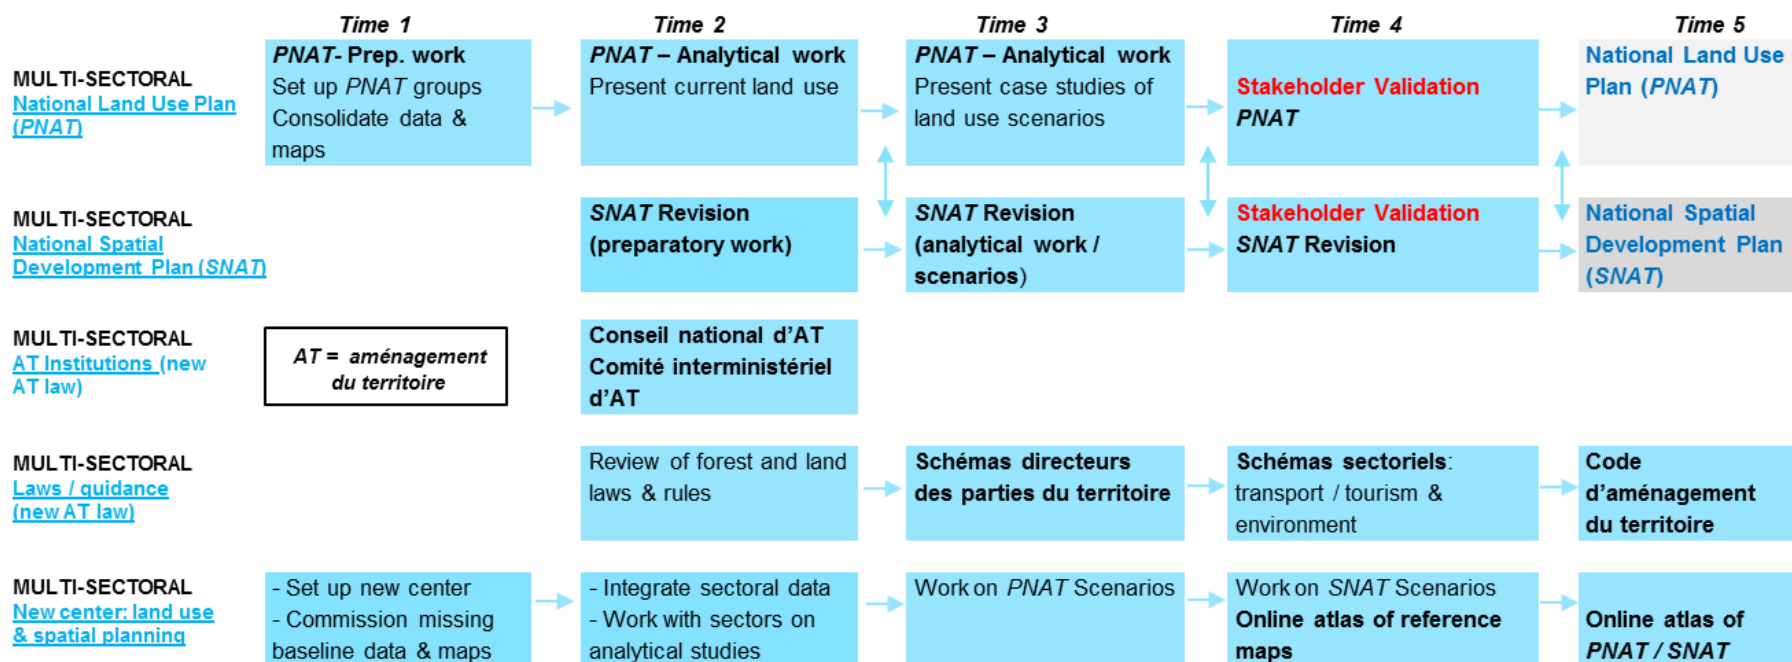 Time 1
Time 2
Time 3
Time 4
Time 5
MULTI-SECTORAL
National Land Use Plan
(PNAT)
PNAT- Prep. work
Set up PNAT groups
Consolidate data &
maps
PNAT – Analytical work
Present current land use
PNAT – Analytical work
Present case studies of
land use scenarios
Stakeholder Validation
PNAT
National Land Use
Plan (PNAT)
MULTI-SECTORAL
National Spatial
Development Plan (SNAT)
SNAT Revision
(preparatory work)
SNAT Revision
(analytical work /
scenarios)
Stakeholder Validation
SNAT Revision
National Spatial
Development Plan
(SNAT)
MULTI-SECTORAL
AT Institutions (new
AT law)
AT = aménagement
du territoire
Conseil national d’AT
Comité interministériel
d’AT
MULTI-SECTORAL
Laws / guidance
(new AT law)
Review of forest and land
laws & rules
Schémas directeurs
des parties du territoire
Schémas sectoriels:
transport / tourism &
environment
Code
d’aménagement
du territoire
MULTI-SECTORAL
New center: land use
& spatial planning
- Set up new center
- Commission missing
baseline data & maps
- Integrate sectoral data
- Work with sectors on
analytical studies
Work on PNAT Scenarios
Work on SNAT Scenarios
Online atlas of reference
maps
Online atlas of
PNAT / SNAT